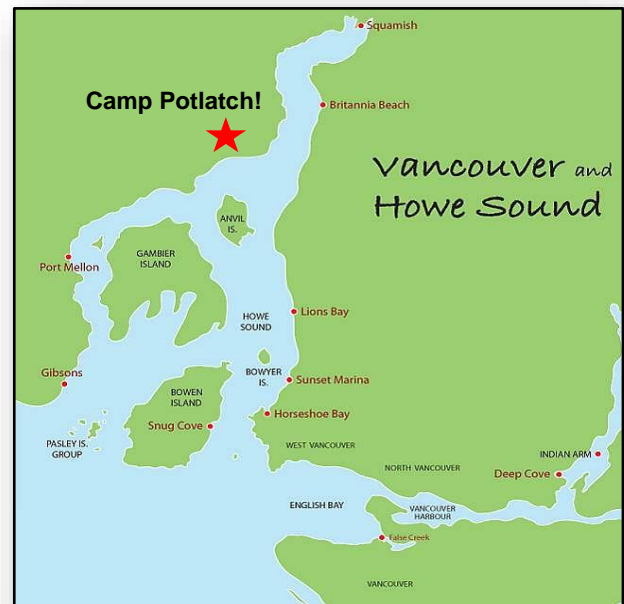 Squamish
Camp Potlatch!
Britannia Beach
Vancouver and
Howe Sound
ANVIL
IS.
GAMBIER
ISLAND
Port Mellon
HOWE
SOUND
Lions Bay
Gibsons
BOWYER
IS.
Sunset Marina
BOWEN
ISLAND
Horseshoe Bay
Snug Cove
PASLEY IS.
GROUP
WEST VANCOUVER
INDIAN ARM
NORTH VANCOUVER
Deep Cove
ENGLISH BAY
VANCOUVER
HARBOUR
False Creek
VANCOUVER